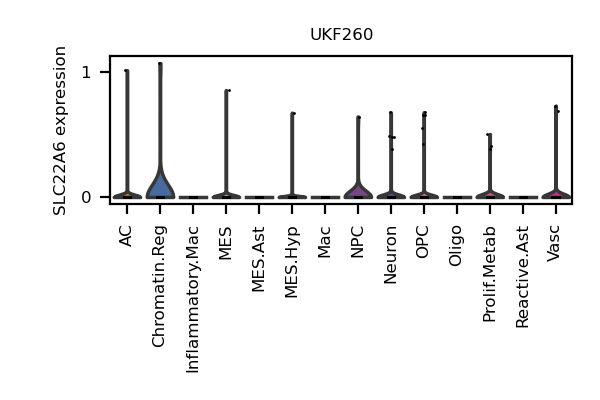 UKF260
SLC22A6 expression
1
0
AC
Chromatin.Reg
Inflammatory.Mac
MES
MES.Ast
MES.Hyp
Mac
NPC
Neuron
OPC
Oligo
Prolif.Metab
Reactive.Ast
Vasc